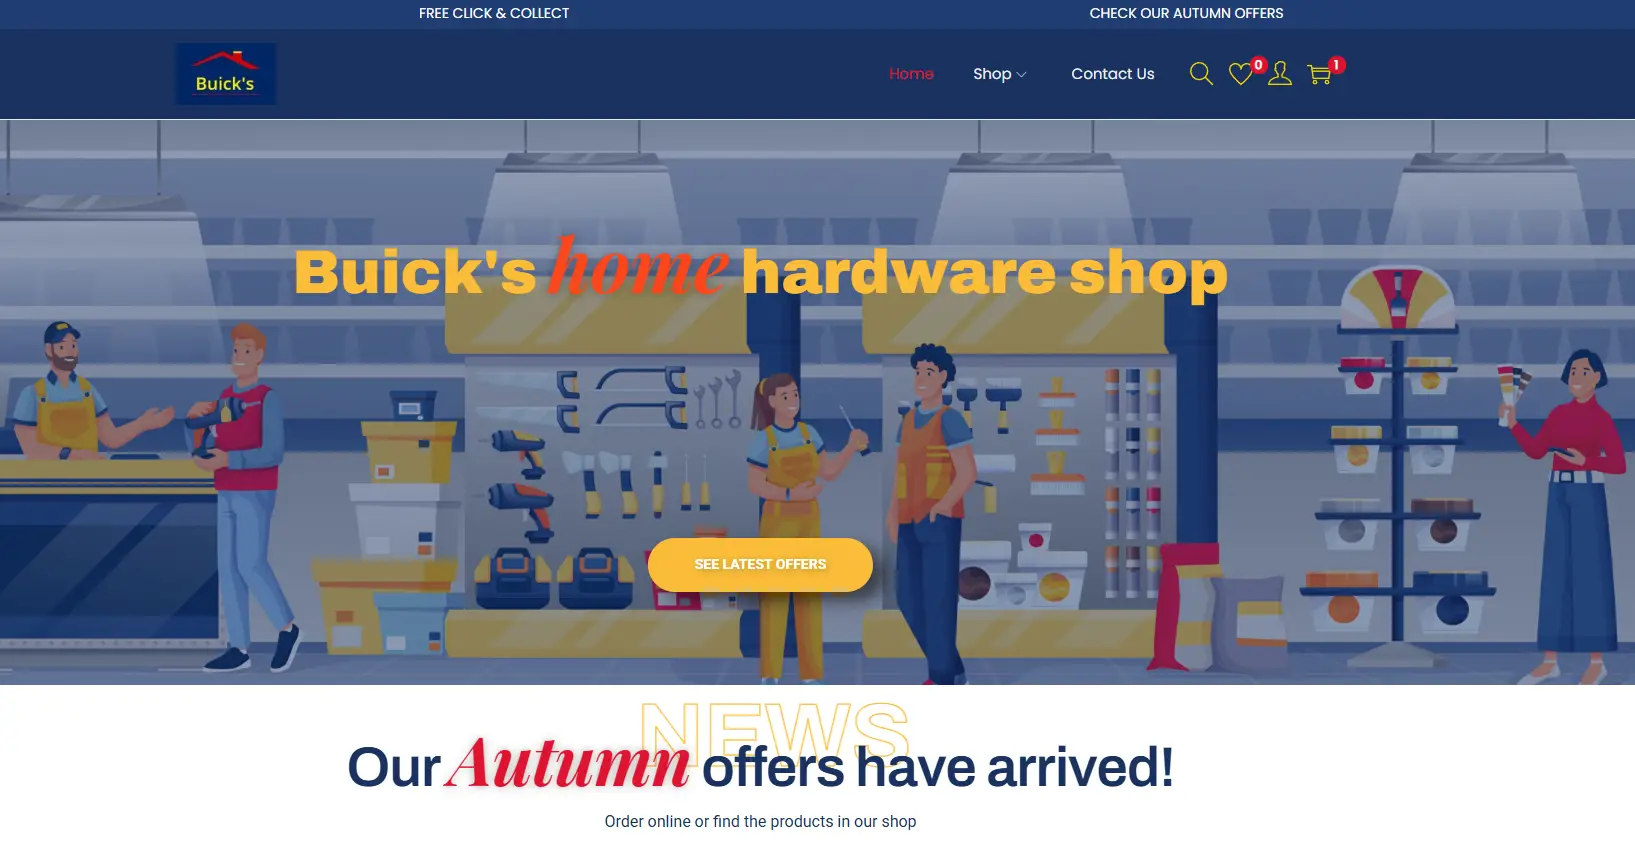 FREE CLICK & COLLECT
CHECK OUR AUTUMN OFFERS
Buick's
Home
Shop
Contact Us
0
1
Buick's home hardware shop
SEE LATEST OFFERS
NEWS
Our Autumn offers have arrived!
Order online or find the products in our shop